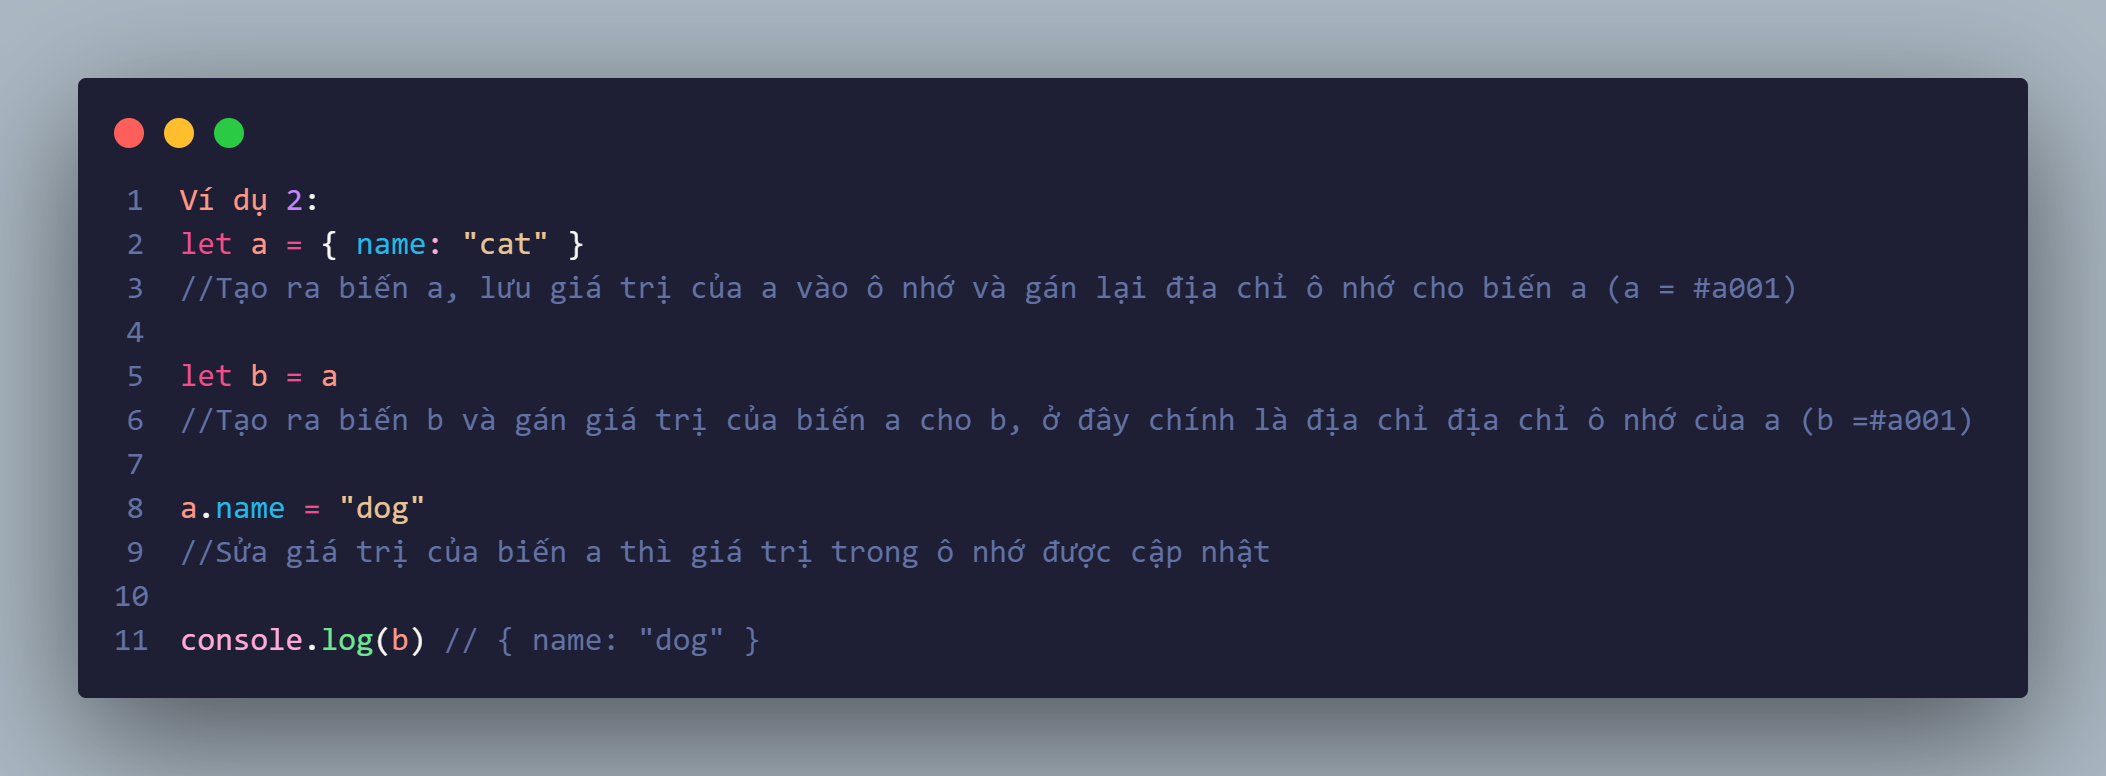 1 Ví dụ 2:
2 let a = { name: "cat" }
3 //Tạo ra biến a, lưu giá trị của a vào ô nhớ và gán lại địa chỉ ô nhớ cho biến a (a = #a001)
4
5 let b = a
6 //Tạo ra biến b và gán giá trị của biến a cho b, ở đây chính là địa chỉ địa chỉ ô nhớ của a (b =#a001)
7
8 a.name = "dog"
9 //Sửa giá trị của biến a thì giá trị trong ô nhớ được cập nhật
10
11 console.log(b) // { name: "dog" }